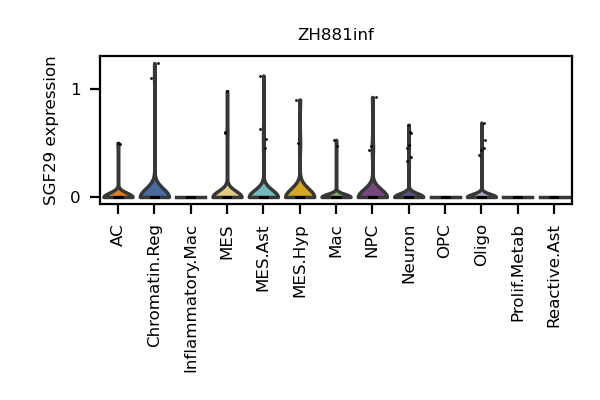 ZH881inf
SGF29 expression
1
0
AC
Chromatin.Reg
Inflammatory.Mac
MES
MES.Ast
MES.Hyp
Mac
NPC
Neuron
OPC
Oligo
Prolif.Metab
Reactive.Ast